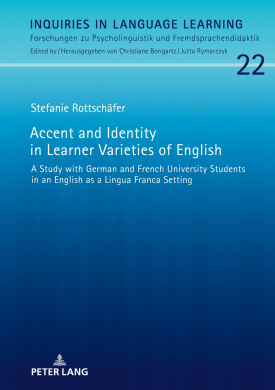 INQUIRIES IN LANGUAGE LEARNING
Forschungen zu Psycholinguistik und Fremdsprachendidaktik
Edited by / Herausgegeben von Christiane Bongartz / Jutta Rymarczyk
22
Stefanie Rottschäfer
Accent and Identity
in Learner Varieties of English
A Study with German and French University Students
in an English as a Lingua Franca Setting
PETER LANG